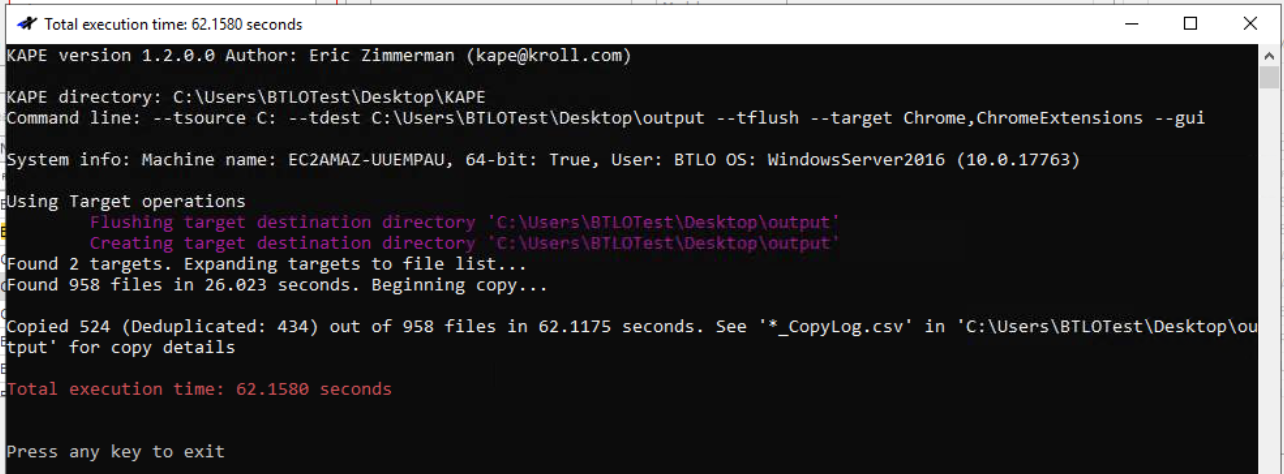 Total execution time: 62.1580 seconds
KAPE version 1.2.0.0 Author: Eric Zimmerman (kape@kroll.com)
KAPE directory: C:\Users\BTLOTest\Desktop\KAPE
Command line: --tsource C: --tdest C:\Users\BTLOTest\Desktop\output --tflush --target Chrome,ChromeExtensions --gui
System info: Machine name: EC2AMAZ-UUEMPAU, 64-bit: True, User: BTLO OS: WindowsServer2016 (10.0.17763)
Using Target operations
Flushing target destination directory 'C:\Users\BTLOTest\Desktop\output'
Creating target destination directory 'C:\Users\BTLOTest\Desktop\output'
Found 2 targets. Expanding targets to file list...
Found 958 files in 26.023 seconds. Beginning copy...
Copied 524 (Deduplicated: 434) out of 958 files in 62.1175 seconds. See '*_CopyLog.csv' in 'C:\Users\BTLOTest\Desktop\ou
tput' for copy details
Total execution time: 62.1580 seconds
Press any key to exit